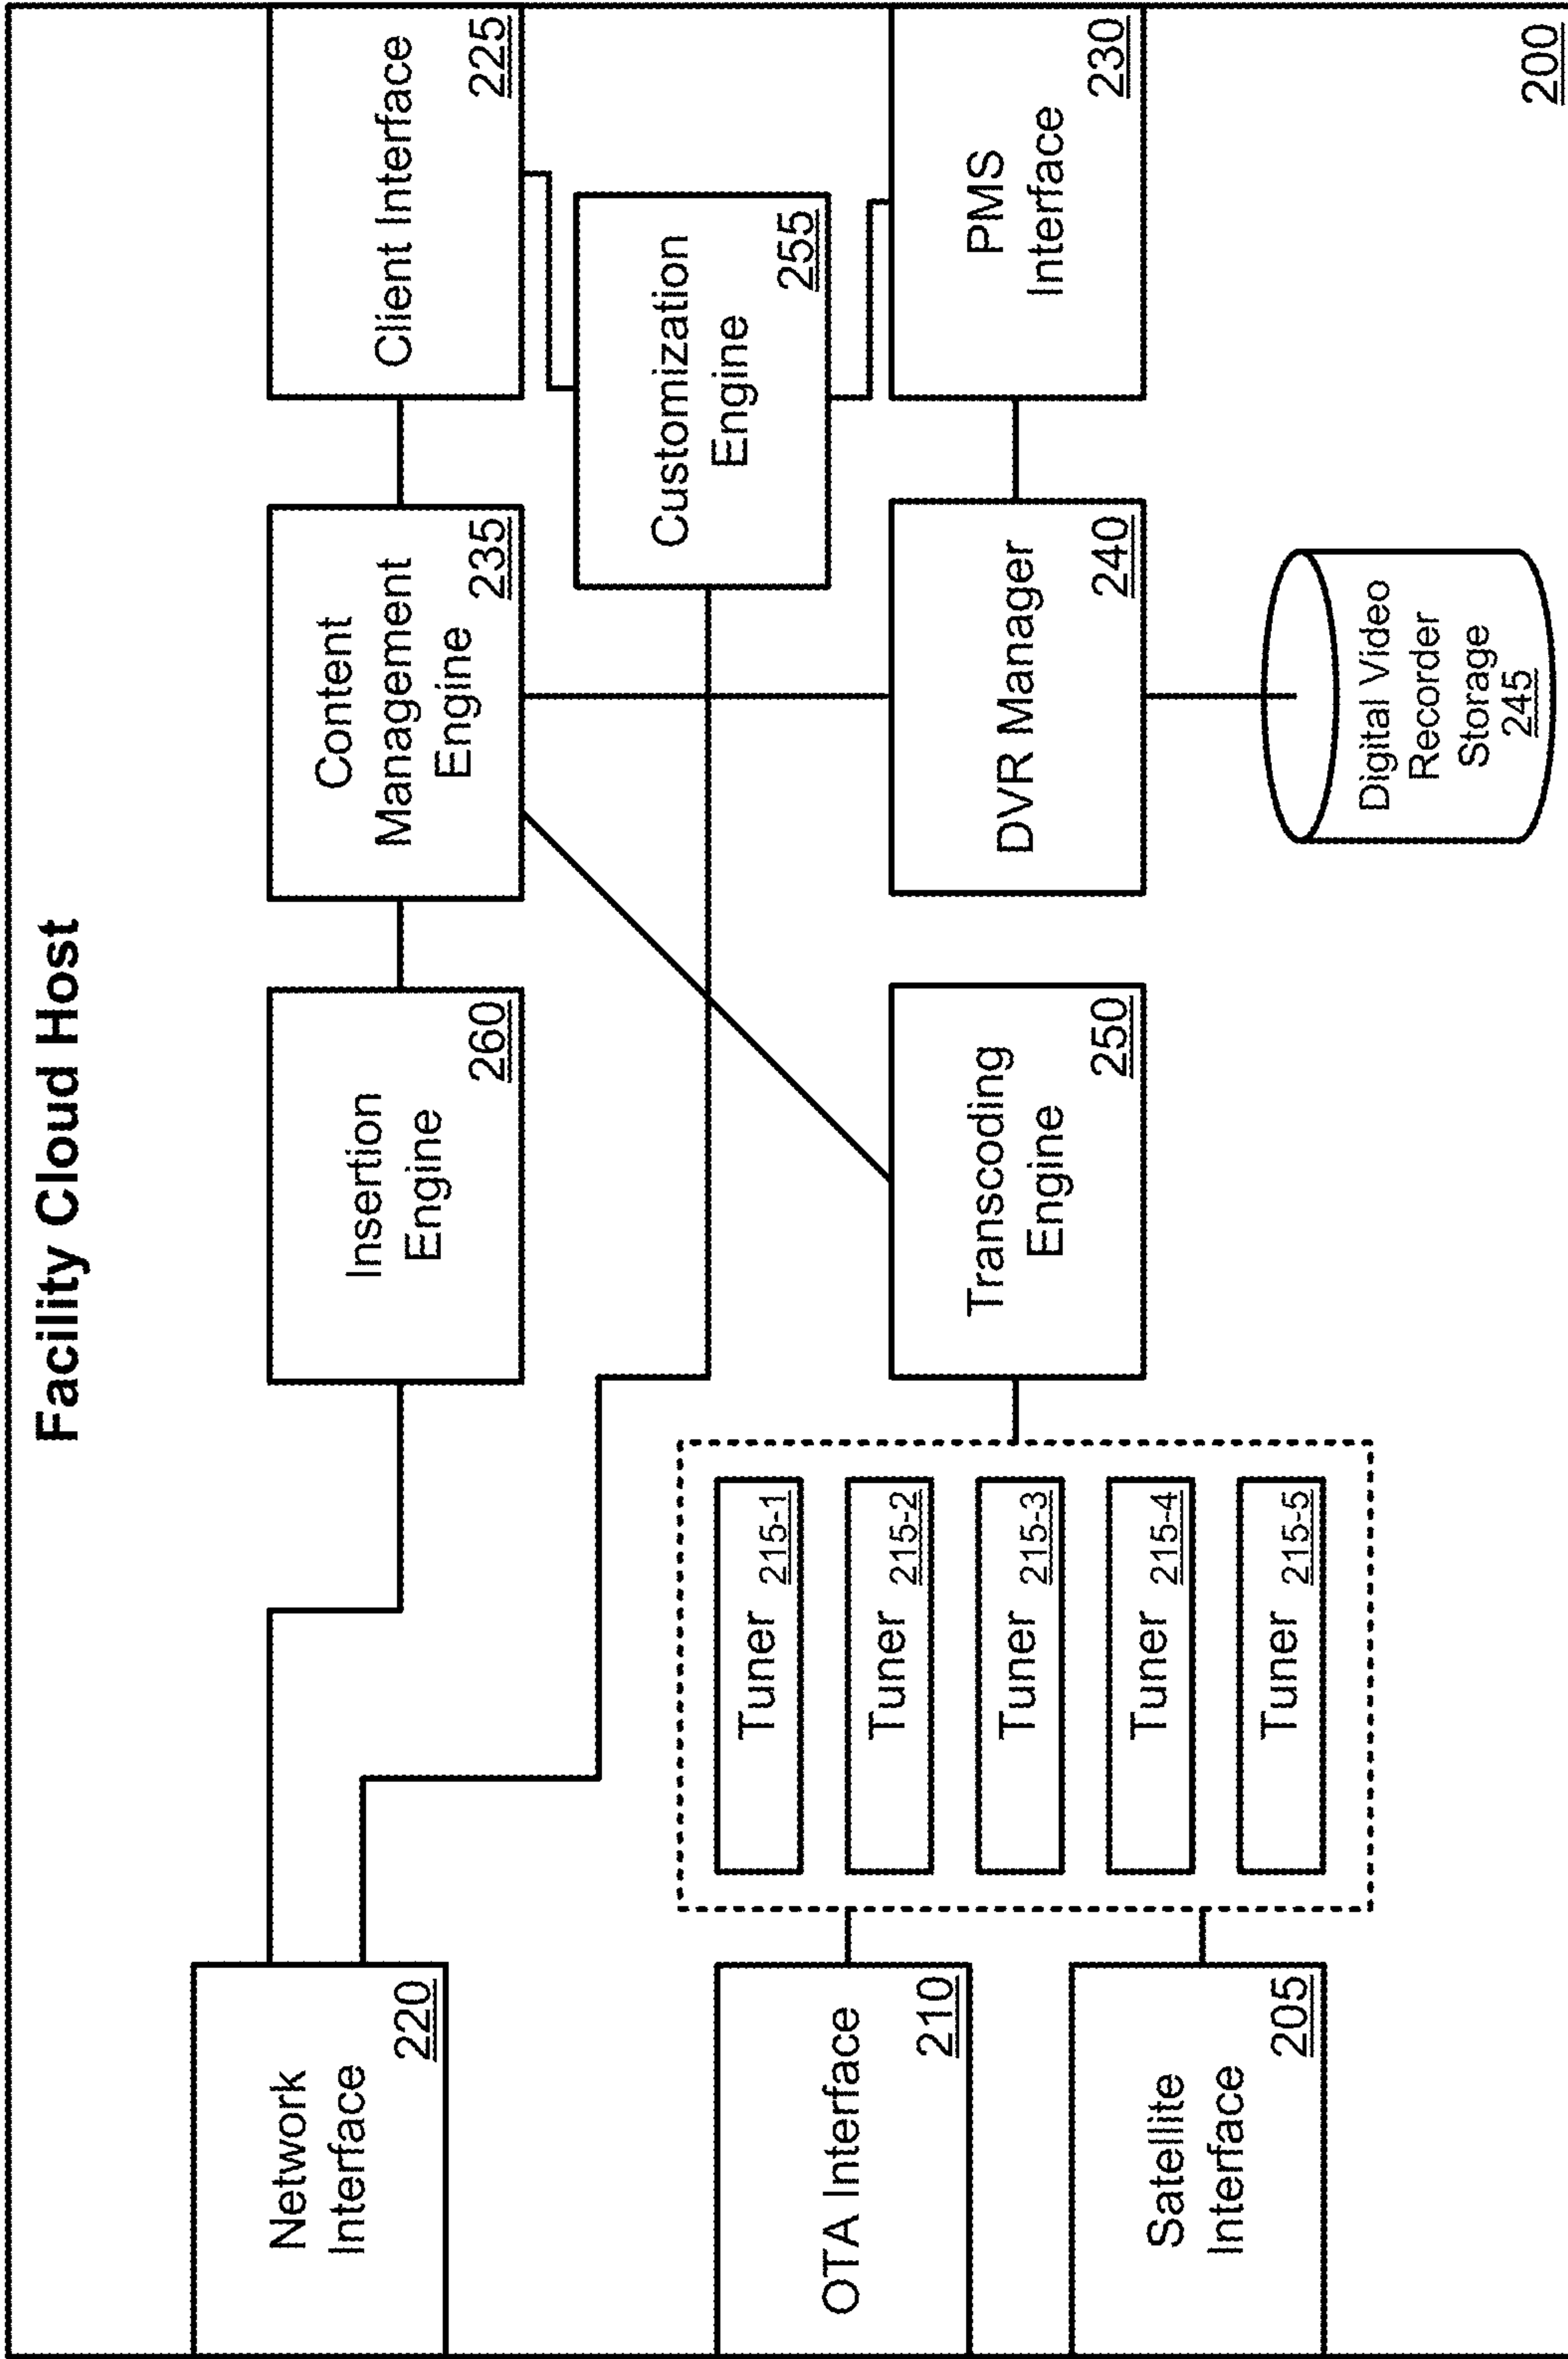 Facility Cloud Host
Network
Interface
220
Insertion
Engine
260
Content
Management
Engine
235
Client Interface
225
Customization
Engine
255
OTA Interface
210
Satellite
Interface
205
Tuner 215-1
Tuner 215-2
Tuner 215-3
Tuner 215-4
Tuner 215-5
Transcoding
Engine
250
DVR Manager
240
PMS
Interface
230
Digital Video
Recorder
Storage
245
200